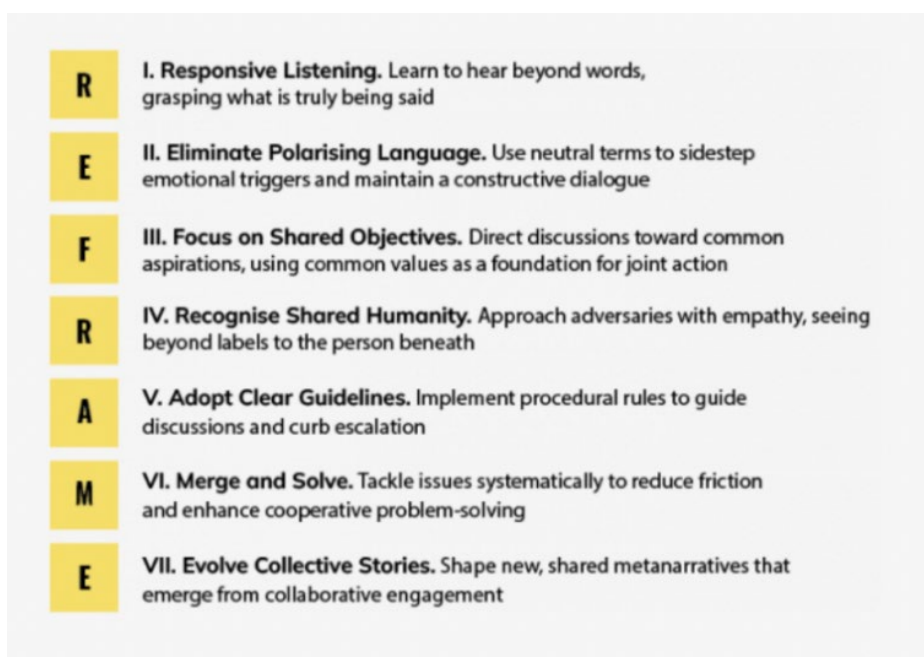 R
I. Responsive Listening. Learn to hear beyond words,
grasping what is truly being said
E
II. Eliminate Polarising Language. Use neutral terms to sidestep
emotional triggers and maintain a constructive dialogue
F
III. Focus on Shared Objectives. Direct discussions toward common
aspirations, using common values as a foundation for joint action
R
IV. Recognise Shared Humanity. Approach adversaries with empathy, seeing
beyond labels to the person beneath
A
V. Adopt Clear Guidelines. Implement procedural rules to guide
discussions and curb escalation
M
VI. Merge and Solve. Tackle issues systematically to reduce friction
and enhance cooperative problem-solving
E
VII. Evolve Collective Stories. Shape new, shared metanarratives that
emerge from collaborative engagement